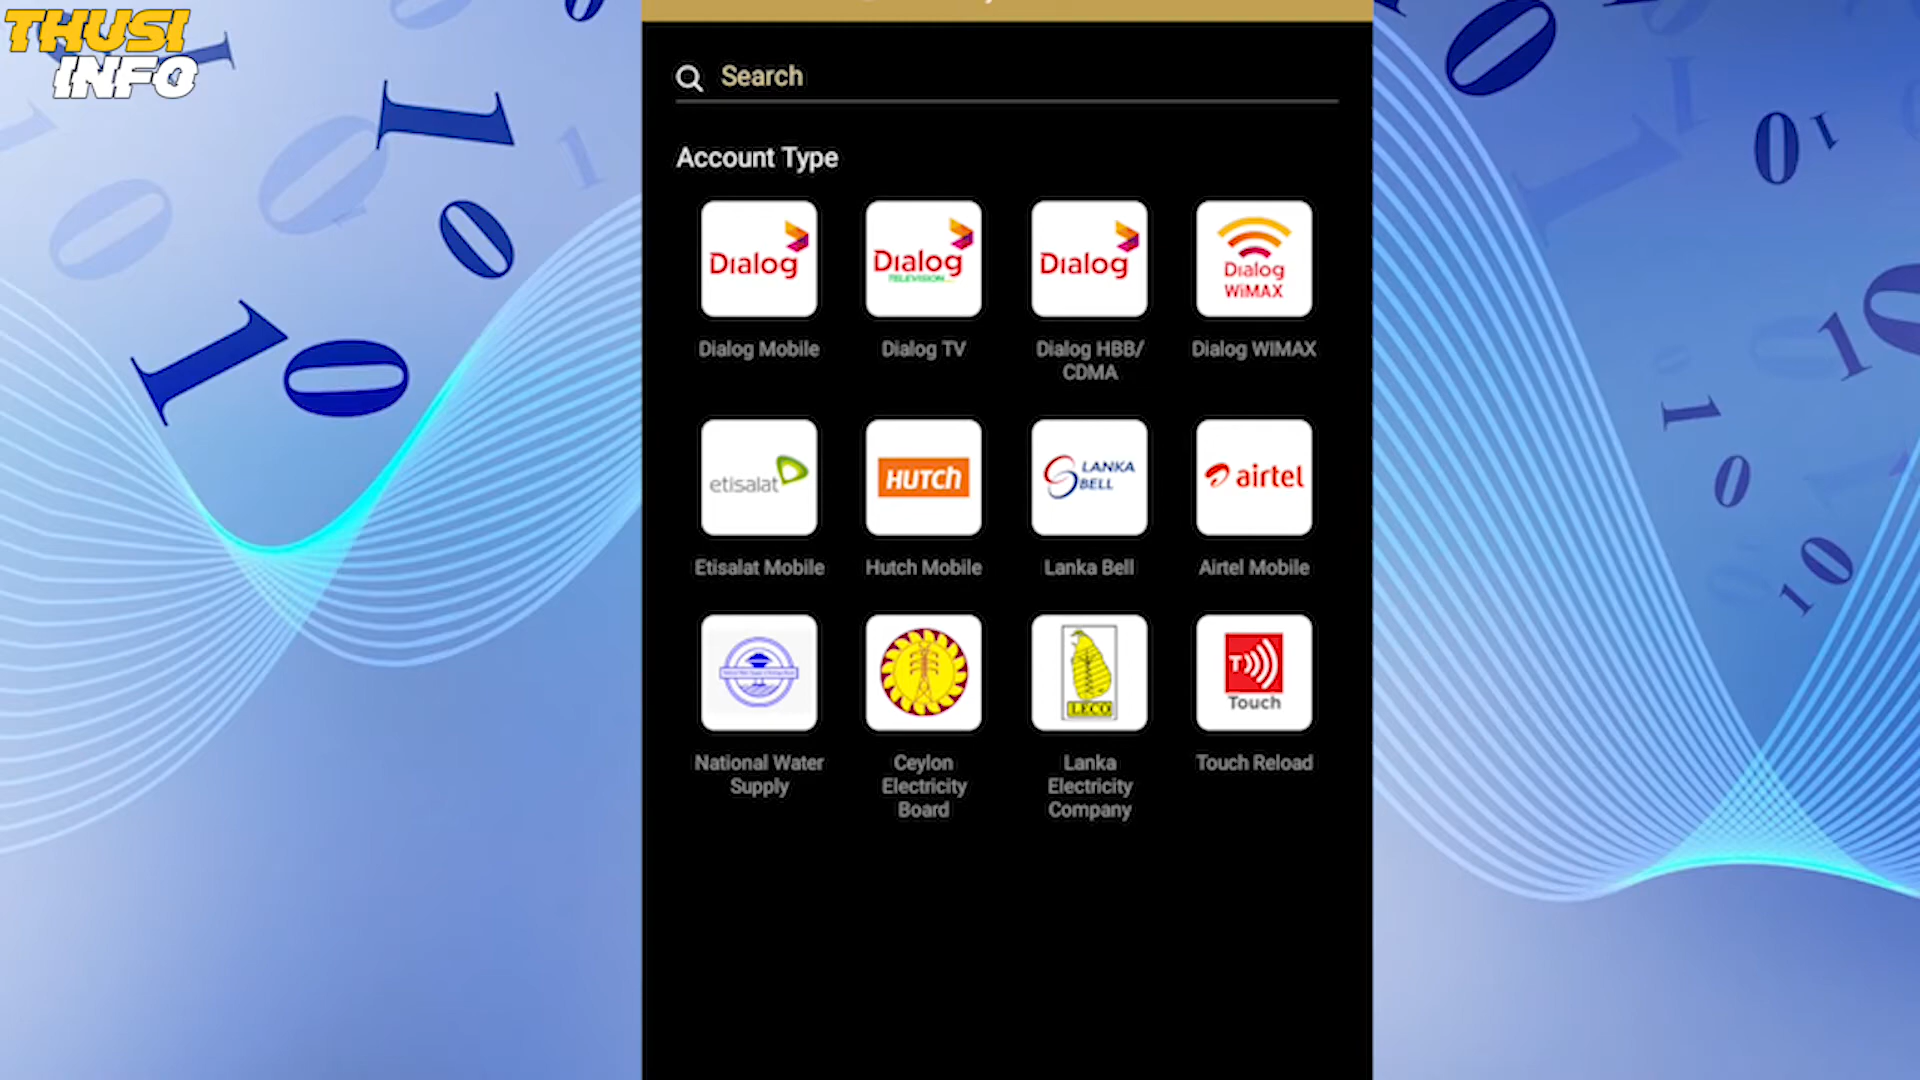 THUSI
INFO
Search
Account Type
Dialog
Dialog
TELEVISION
Dialog
Dialog
WiMAX
Dialog Mobile
Dialog TV
Dialog HBB/
CDMA
Dialog WIMAX
etisalat
HUTCH
LANKA
BELL
airtel
Etisalat Mobile
Hutch Mobile
Lanka Bell
Airtel Mobile
LECO
T
Touch
National Water
Supply
Ceylon
Electricity
Board
Lanka
Electricity
Company
Touch Reload